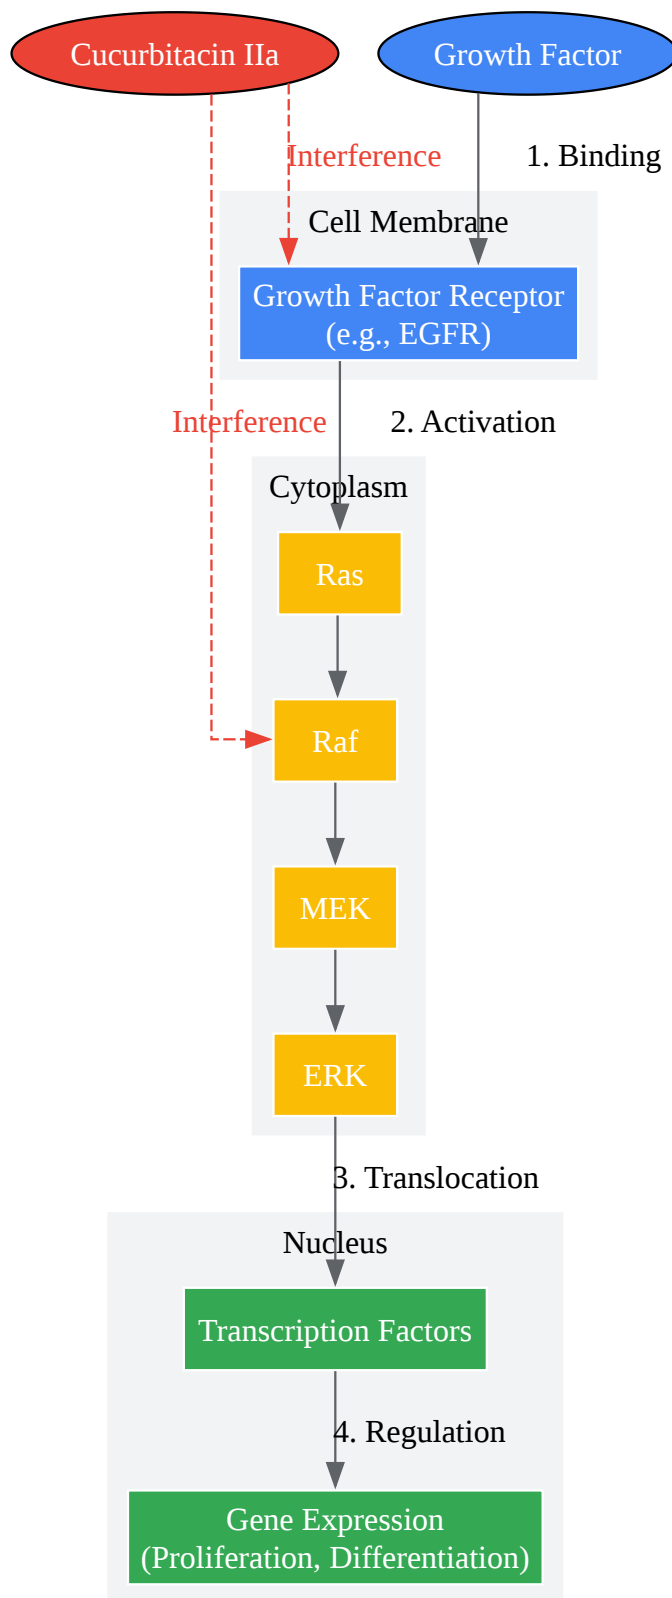 Cucurbitacin IIa
Growth Factor
Interference
1. Binding
Cell Membrane
Growth Factor Receptor
(e.g., EGFR)
Interference
2. Activation
Cytoplasm
Ras
Raf
MEK
ERK
3. Translocation
Nucleus
Transcription Factors
4. Regulation
Gene Expression
(Proliferation, Differentiation)